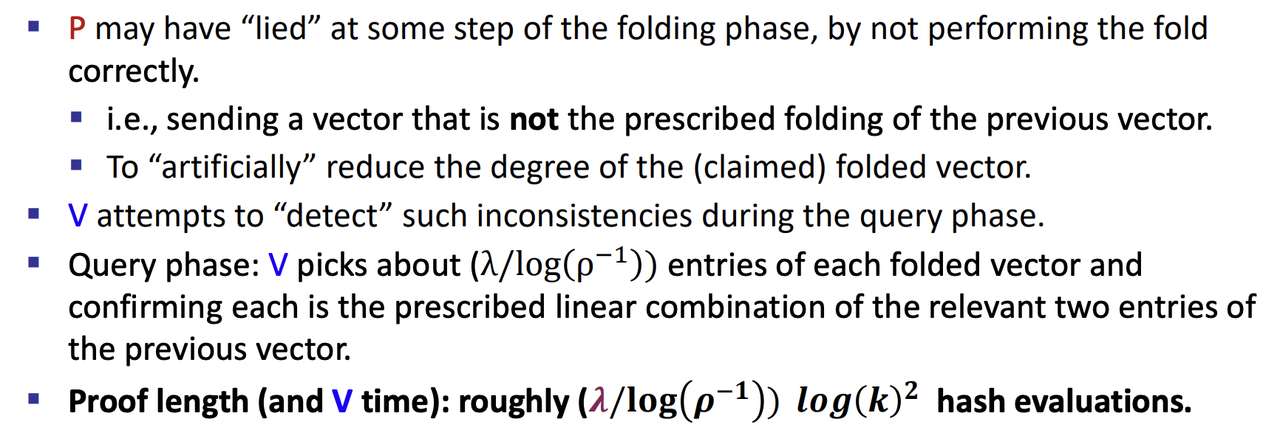 ▪ P may have “lied” at some step of the folding phase, by not performing the fold
correctly.
▪ i.e., sending a vector that is not the prescribed folding of the previous vector.
▪ To “artificially” reduce the degree of the (claimed) folded vector.
▪ V attempts to “detect” such inconsistencies during the query phase.
▪ Query phase: V picks about (λ/log(ρ⁻¹)) entries of each folded vector and
confirming each is the prescribed linear combination of the relevant two entries of
the previous vector.
▪ Proof length (and V time): roughly (λ/log(ρ⁻¹)) log(k)² hash evaluations.